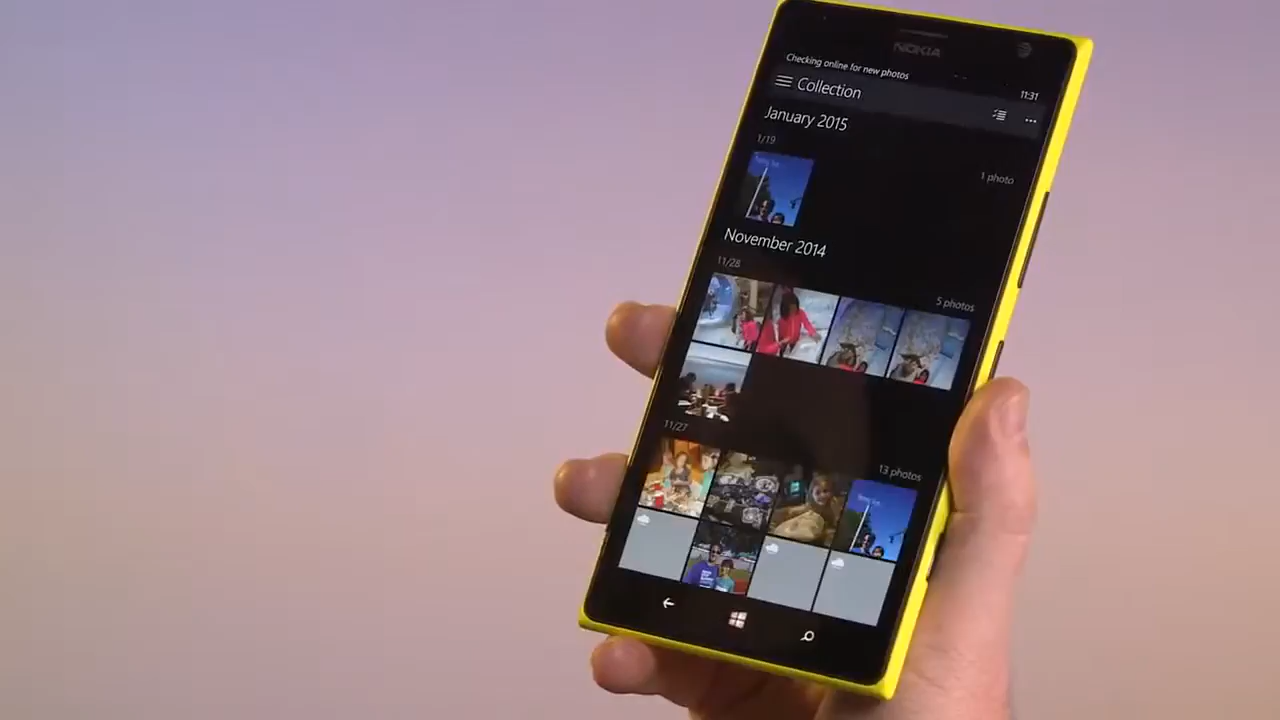 NOKIA
Checking online for new photos
11:31
Collection
January 2015
1/19
1 photo
November 2014
11/28
5 photos
11/27
13 photos